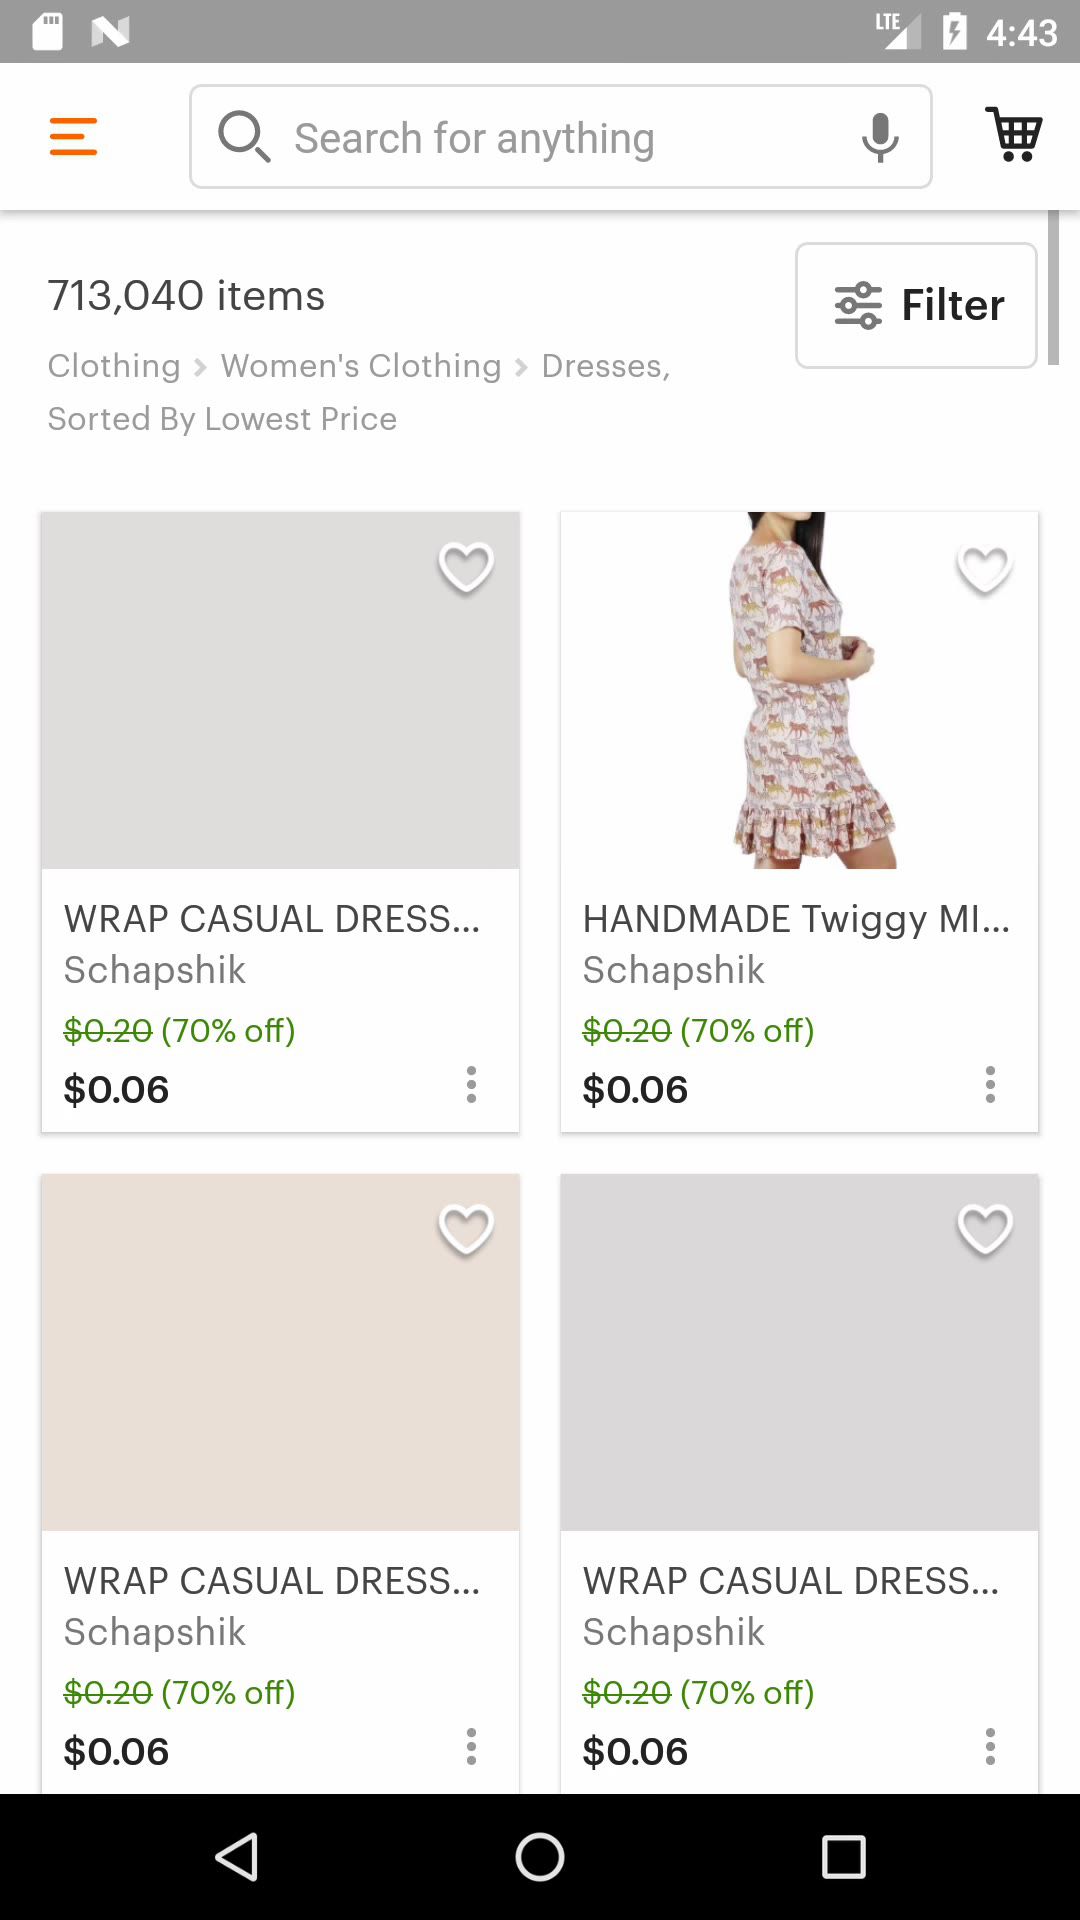 LTE 4:43
Search for anything
713,040 items
Filter
Clothing > Women's Clothing > Dresses,
Sorted By Lowest Price
WRAP CASUAL DRESS...
Schapshik
$0.20 (70% off)
$0.06
HANDMADE Twiggy MI...
Schapshik
$0.20 (70% off)
$0.06
WRAP CASUAL DRESS...
Schapshik
$0.20 (70% off)
$0.06
WRAP CASUAL DRESS...
Schapshik
$0.20 (70% off)
$0.06